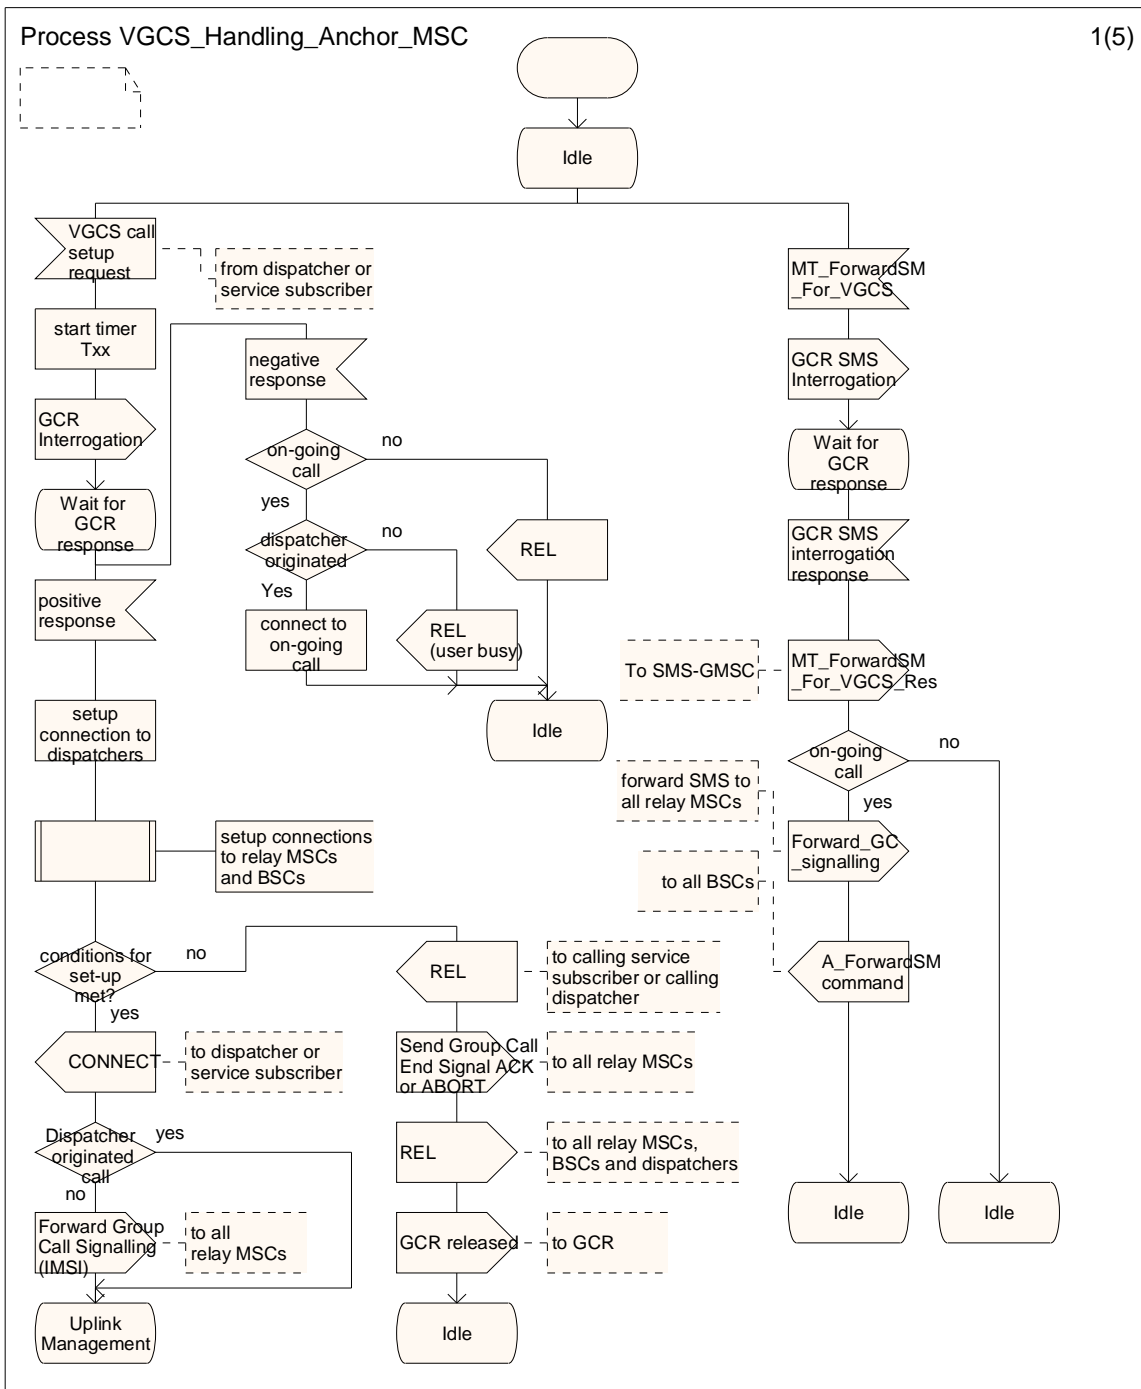 Process VGCS_Handling_Anchor_MSC
1(5)
Idle
VGCS call
setup
request
from dispatcher or
service subscriber
MT_ForwardSM
_For_VGCS
start timer
Txx
negative
response
GCR SMS
Interrogation
GCR
Interrogation
on-going
call
no
yes
Wait for
GCR
response
Wait for
GCR
response
dispatcher
originated
no
Yes
REL
GCR SMS
interrogation
response
positive
response
connect to
on-going
call
REL
(user busy)
To SMS-GMSC
MT_ForwardSM
_For_VGCS_Res
setup
connection to
dispatchers
Idle
on-going
call
no
yes
forward SMS to
all relay MSCs
setup connections
to relay MSCs
and BSCs
Forward_GC
_signalling
to all BSCs
conditions for
set-up
met?
no
yes
REL
to calling service
subscriber or calling
dispatcher
A_ForwardSM
command
CONNECT
to dispatcher or
service subscriber
Send Group Call
End Signal ACK
or ABORT
to all relay MSCs
Dispatcher
originated
call
yes
no
REL
to all relay MSCs,
BSCs and dispatchers
Forward Group
Call Signalling
(IMSI)
to all
relay MSCs
GCR released
to GCR
Idle
Idle
Uplink
Management
Idle